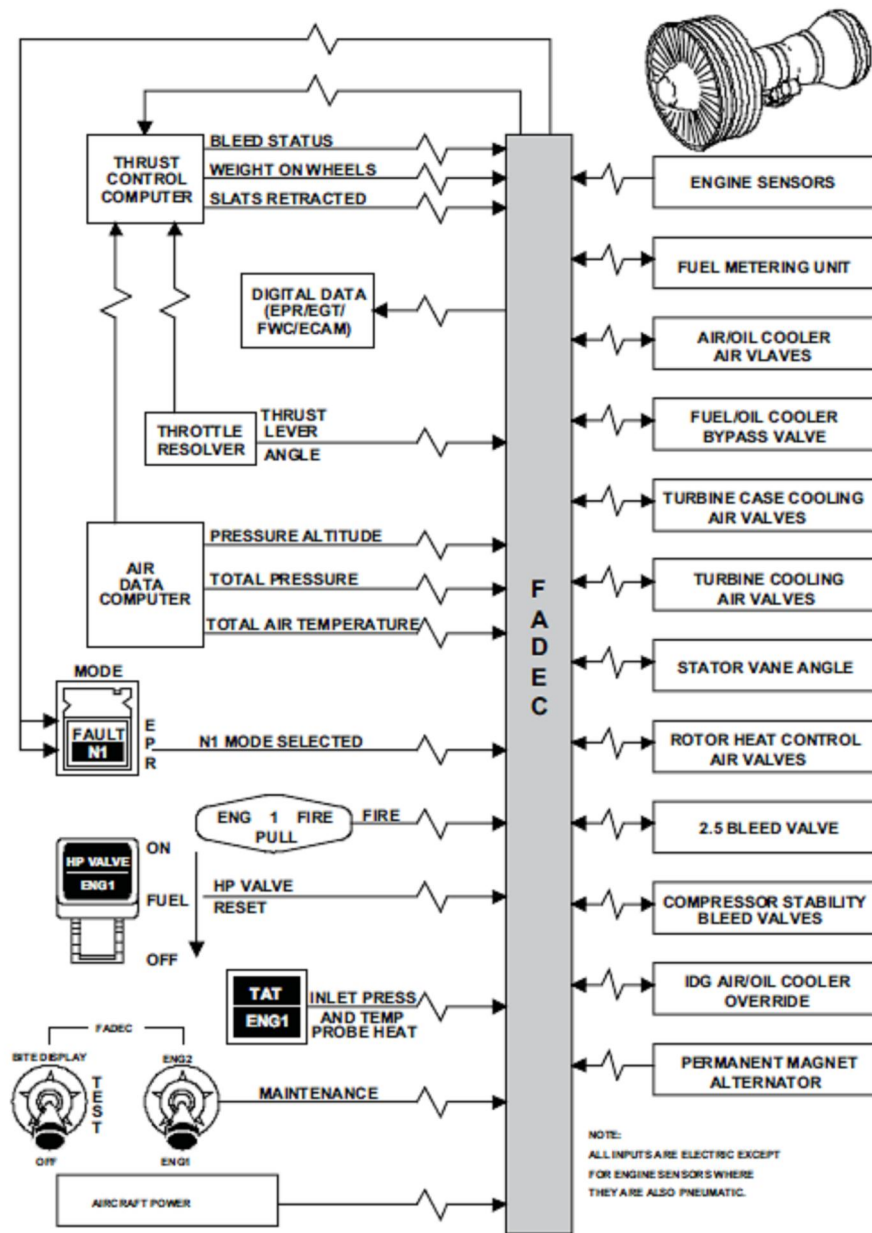 BLEED STATUS
WEIGHT ON WHEELS
SLATS RETRACTED
THRUST
CONTROL
COMPUTER
DIGITAL DATA
(EPR/EGT/
FWC/ECAM)
THROTTLE
RESOLVER
THRUST
LEVER
ANGLE
PRESSURE ALTITUDE
TOTAL PRESSURE
TOTAL AIR TEMPERATURE
AIR
DATA
COMPUTER
MODE
FAULT
N1
E
P
R
N1 MODE SELECTED
ENG 1 FIRE
PULL
FIRE
HP VALVE
ENG1
ON
FUEL
OFF
HP VALVE
RESET
TAT
ENG1
INLET PRESS
AND TEMP
PROBE HEAT
FADEC
BITE DISPLAY
OFF
T
E
S
T
ENG2
ENG1
MAINTENANCE
AIRCRAFT POWER
F
A
D
E
C
ENGINE SENSORS
FUEL METERING UNIT
AIR/OIL COOLER
AIR VLAVES
FUEL/OIL COOLER
BYPASS VALVE
TURBINE CASE COOLING
AIR VALVES
TURBINE COOLING
AIR VALVES
STATOR VANE ANGLE
ROTOR HEAT CONTROL
AIR VALVES
2.5 BLEED VALVE
COMPRESSOR STABILITY
BLEED VALVES
IDG AIR/OIL COOLER
OVERRIDE
PERMANENT MAGNET
ALTERNATOR
NOTE:
ALL INPUTS ARE ELECTRIC EXCEPT
FOR ENGINE SENSORS WHERE
THEY ARE ALSO PNEUMATIC.